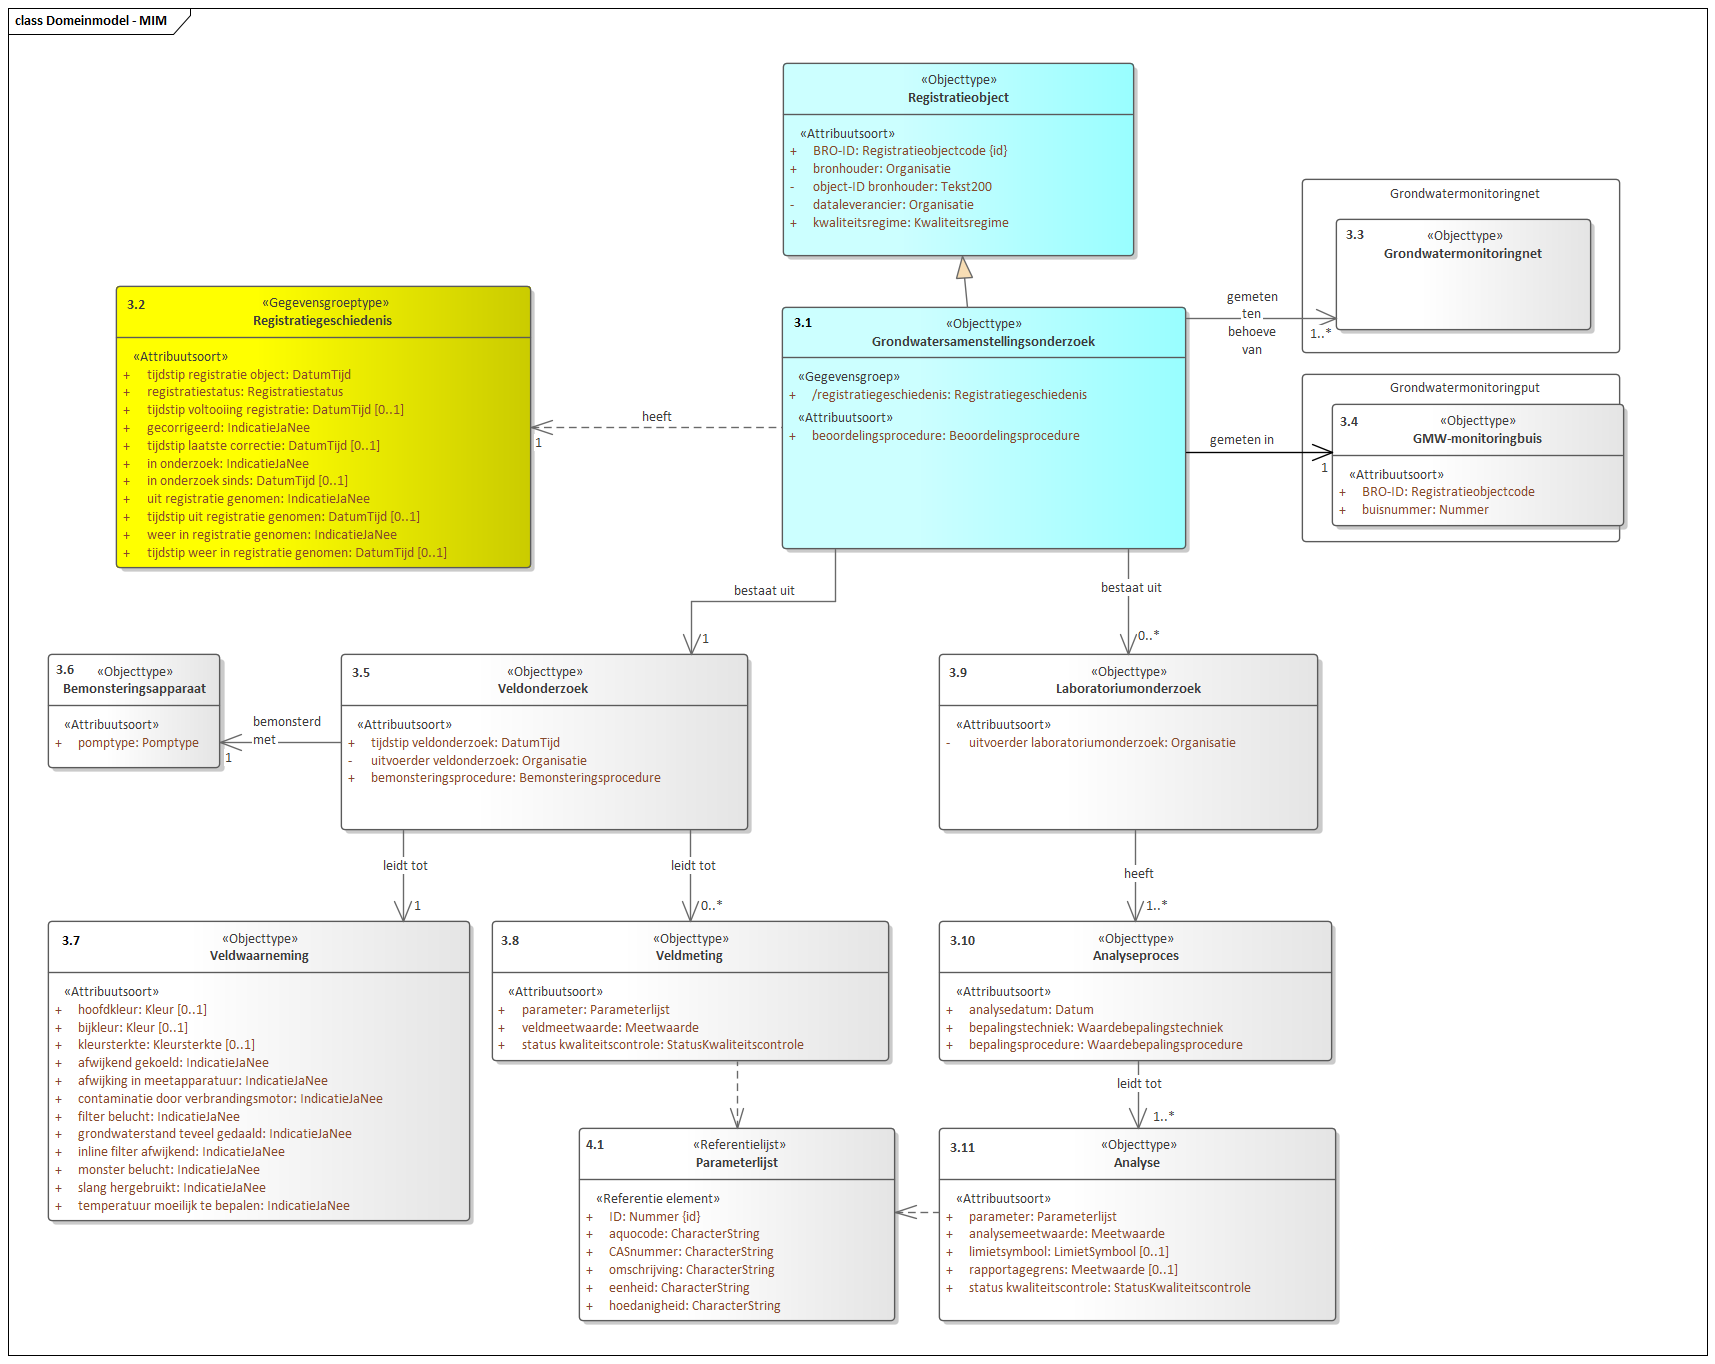 class Domeinmodel - MIM
«Objecttype»
Registratieobject
«Attribuutsoort»
+ BRO-ID: Registratieobjectcode {id}
+ bronhouder: Organisatie
- object-ID bronhouder: Tekst200
- dataleverancier: Organisatie
+ kwaliteitsregime: Kwaliteitsregime
Grondwatermonitoringnet
3.3 «Objecttype»
Grondwatermonitoringnet
3.2 «Gegevensgroeptype»
Registratiegeschiedenis
«Attribuutsoort»
+ tijdstip registratie object: DatumTijd
+ registratiestatus: Registratiestatus
+ tijdstip voltooiing registratie: DatumTijd [0..1]
+ gecorrigeerd: IndicatieJaNee
+ tijdstip laatste correctie: DatumTijd [0..1]
+ in onderzoek: IndicatieJaNee
+ in onderzoek sinds: DatumTijd [0..1]
+ uit registratie genomen: IndicatieJaNee
+ tijdstip uit registratie genomen: DatumTijd [0..1]
+ weer in registratie genomen: IndicatieJaNee
+ tijdstip weer in registratie genomen: DatumTijd [0..1]
heeft
1
3.1 «Objecttype»
Grondwatersamenstellingsonderzoek
«Gegevensgroep»
+ /registratiegeschiedenis: Registratiegeschiedenis
«Attribuutsoort»
+ beoordelingsprocedure: Beoordelingsprocedure
gemeten
ten
behoeve
van
1..*
Grondwatermonitoringput
gemeten in
1
3.4 «Objecttype»
GMW-monitoringbuis
«Attribuutsoort»
+ BRO-ID: Registratieobjectcode
+ buisnummer: Nummer
bestaat uit
1
bestaat uit
0..*
3.6 «Objecttype»
Bemonsteringsapparaat
«Attribuutsoort»
+ pomptype: Pomptype
bemonsterd
met
1
3.5 «Objecttype»
Veldonderzoek
«Attribuutsoort»
+ tijdstip veldonderzoek: DatumTijd
- uitvoerder veldonderzoek: Organisatie
+ bemonsteringsprocedure: Bemonsteringsprocedure
3.9 «Objecttype»
Laboratoriumonderzoek
«Attribuutsoort»
- uitvoerder laboratoriumonderzoek: Organisatie
leidt tot
1
leidt tot
0..*
heeft
1..*
3.7 «Objecttype»
Veldwaarneming
«Attribuutsoort»
+ hoofdkleur: Kleur [0..1]
+ bijkleur: Kleur [0..1]
+ kleursterkte: Kleursterkte [0..1]
+ afwijkend gekoeld: IndicatieJaNee
+ afwijking in meetapparatuur: IndicatieJaNee
+ contaminatie door verbrandingsmotor: IndicatieJaNee
+ filter belucht: IndicatieJaNee
+ grondwaterstand teveel gedaald: IndicatieJaNee
+ inline filter afwijkend: IndicatieJaNee
+ monster belucht: IndicatieJaNee
+ slang hergebruikt: IndicatieJaNee
+ temperatuur moeilijk te bepalen: IndicatieJaNee
3.8 «Objecttype»
Veldmeting
«Attribuutsoort»
+ parameter: Parameterlijst
+ veldmeetwaarde: Meetwaarde
+ status kwaliteitscontrole: StatusKwaliteitscontrole
3.10 «Objecttype»
Analyseproces
«Attribuutsoort»
+ analysedatum: Datum
+ bepalingstechniek: Waardebepalingstechniek
+ bepalingsprocedure: Waardebepalingsprocedure
leidt tot
1..*
4.1 «Referentielijst»
Parameterlijst
«Referentie element»
+ ID: Nummer {id}
+ aquocode: CharacterString
+ CASnummer: CharacterString
+ omschrijving: CharacterString
+ eenheid: CharacterString
+ hoedanigheid: CharacterString
3.11 «Objecttype»
Analyse
«Attribuutsoort»
+ parameter: Parameterlijst
+ analysemeetwaarde: Meetwaarde
+ limietsymbool: LimietSymbool [0..1]
+ rapportagegrens: Meetwaarde [0..1]
+ status kwaliteitscontrole: StatusKwaliteitscontrole